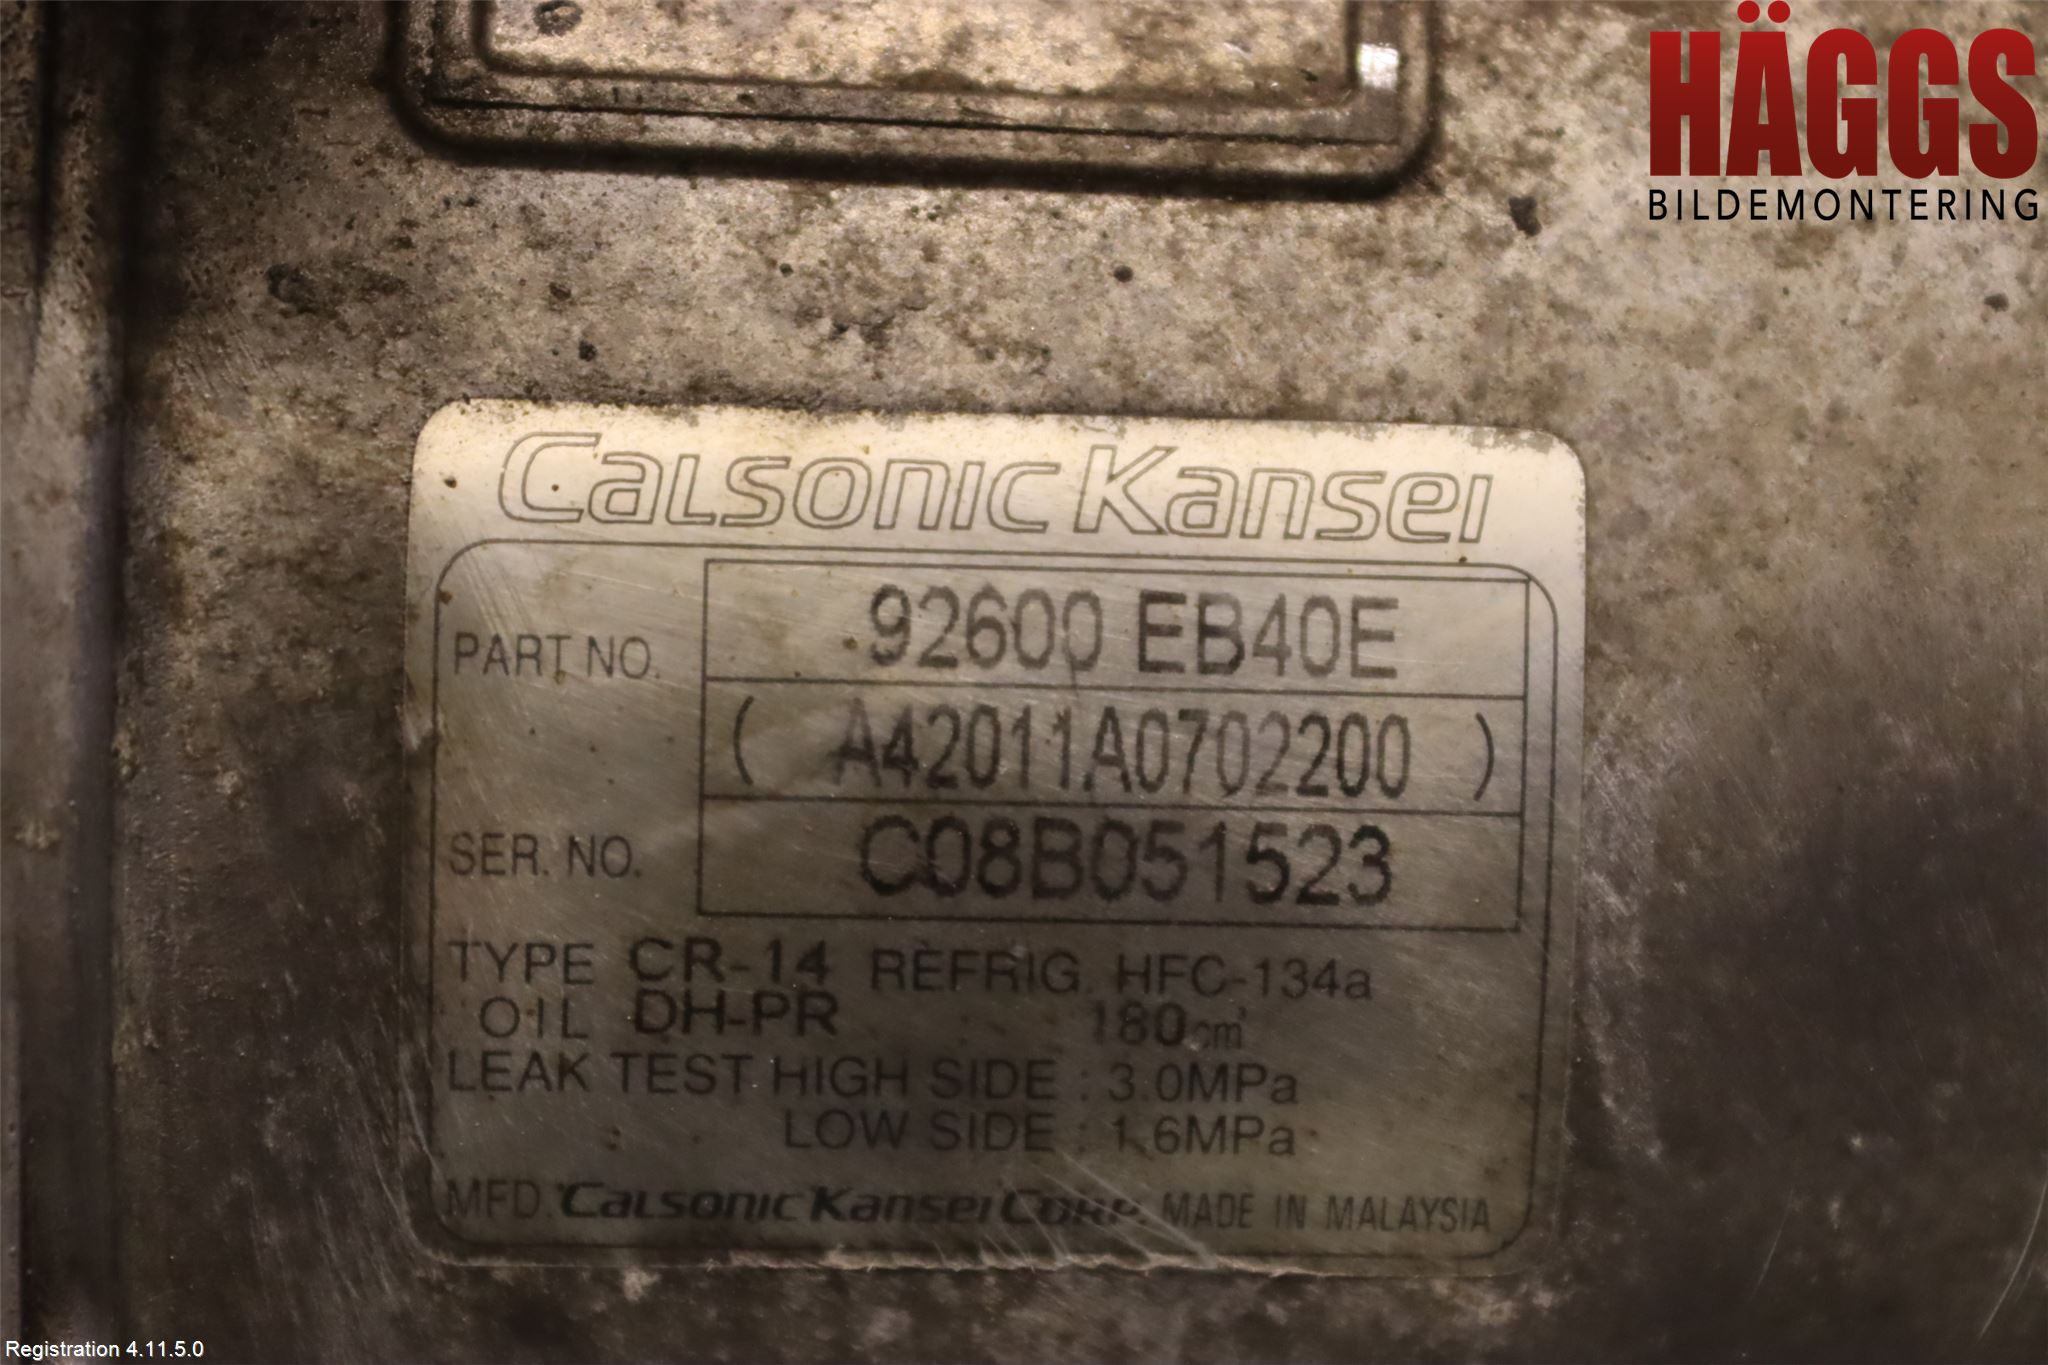 HÄGGS
BILDEMONTERING
Calsonic Kansei
PART NO. 92600 EB40E
( A42011A0702200 )
SER. NO. C08B051523
TYPE CR-14 REFRIG. HFC-134a
OIL DH-PR 180cm³
LEAK TEST HIGH SIDE : 3.0MPa
LOW SIDE : 1.6MPa
MFD. Calsonic Kansei Corp. MADE IN MALAYSIA
Registration 4.11.5.0